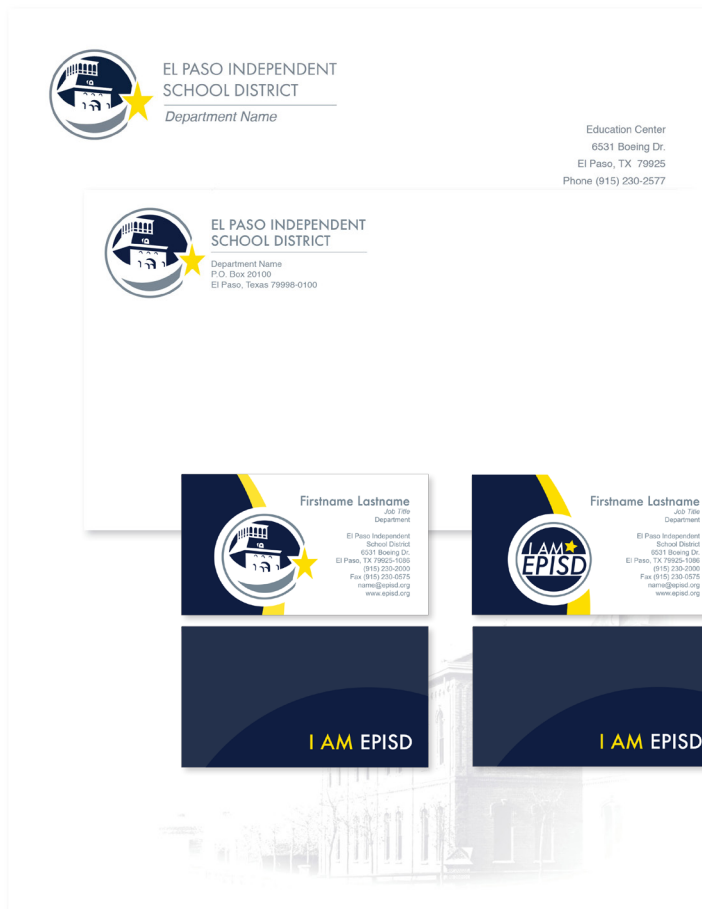 EL PASO INDEPENDENT
SCHOOL DISTRICT
Department Name
Education Center
6531 Boeing Dr.
El Paso, TX 79925
Phone (915) 230-2577
EL PASO INDEPENDENT
SCHOOL DISTRICT
Department Name
P.O. Box 20100
El Paso, Texas 79998-0100
Firstname Lastname
Job Title
Department
El Paso Independent
School District
6531 Boeing Dr.
El Paso, TX 79925-1086
(915) 230-2000
Fax (915) 230-0575
name@episd.org
www.episd.org
I AM
EPISD
Firstname Lastname
Job Title
Department
El Paso Independent
School District
6531 Boeing Dr.
El Paso, TX 79925-1086
(915) 230-2000
Fax (915) 230-0575
name@episd.org
www.episd.org
I AM EPISD
I AM EPISD